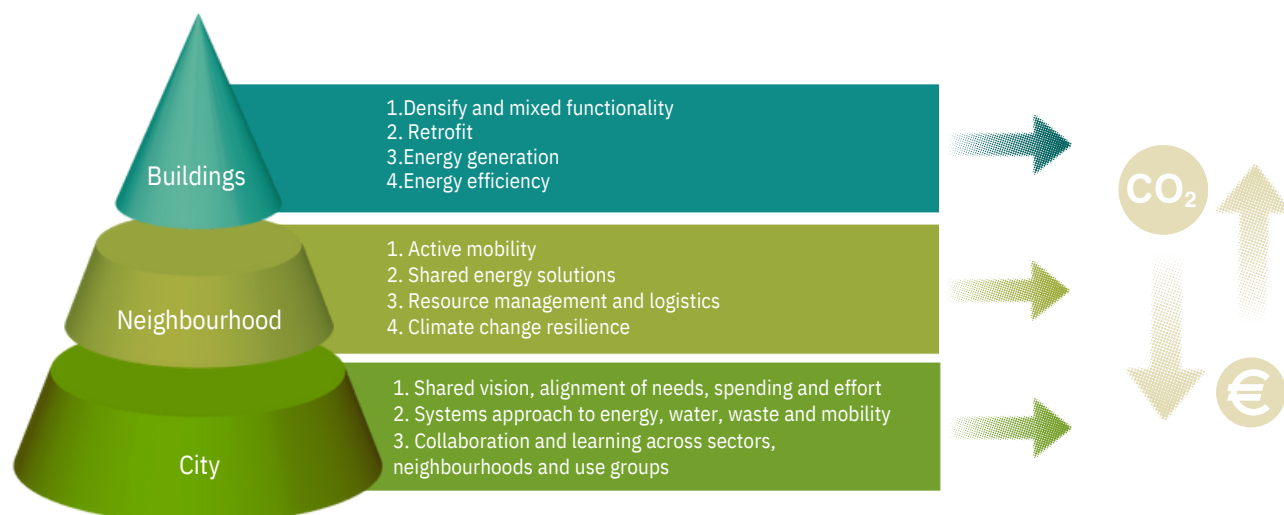 Buildings
1.Densify and mixed functionality
2. Retrofit
3.Energy generation
4.Energy efficiency
Neighbourhood
1. Active mobility
2. Shared energy solutions
3. Resource management and logistics
4. Climate change resilience
City
1. Shared vision, alignment of needs, spending and effort
2. Systems approach to energy, water, waste and mobility
3. Collaboration and learning across sectors,
neighbourhoods and use groups
CO₂
€